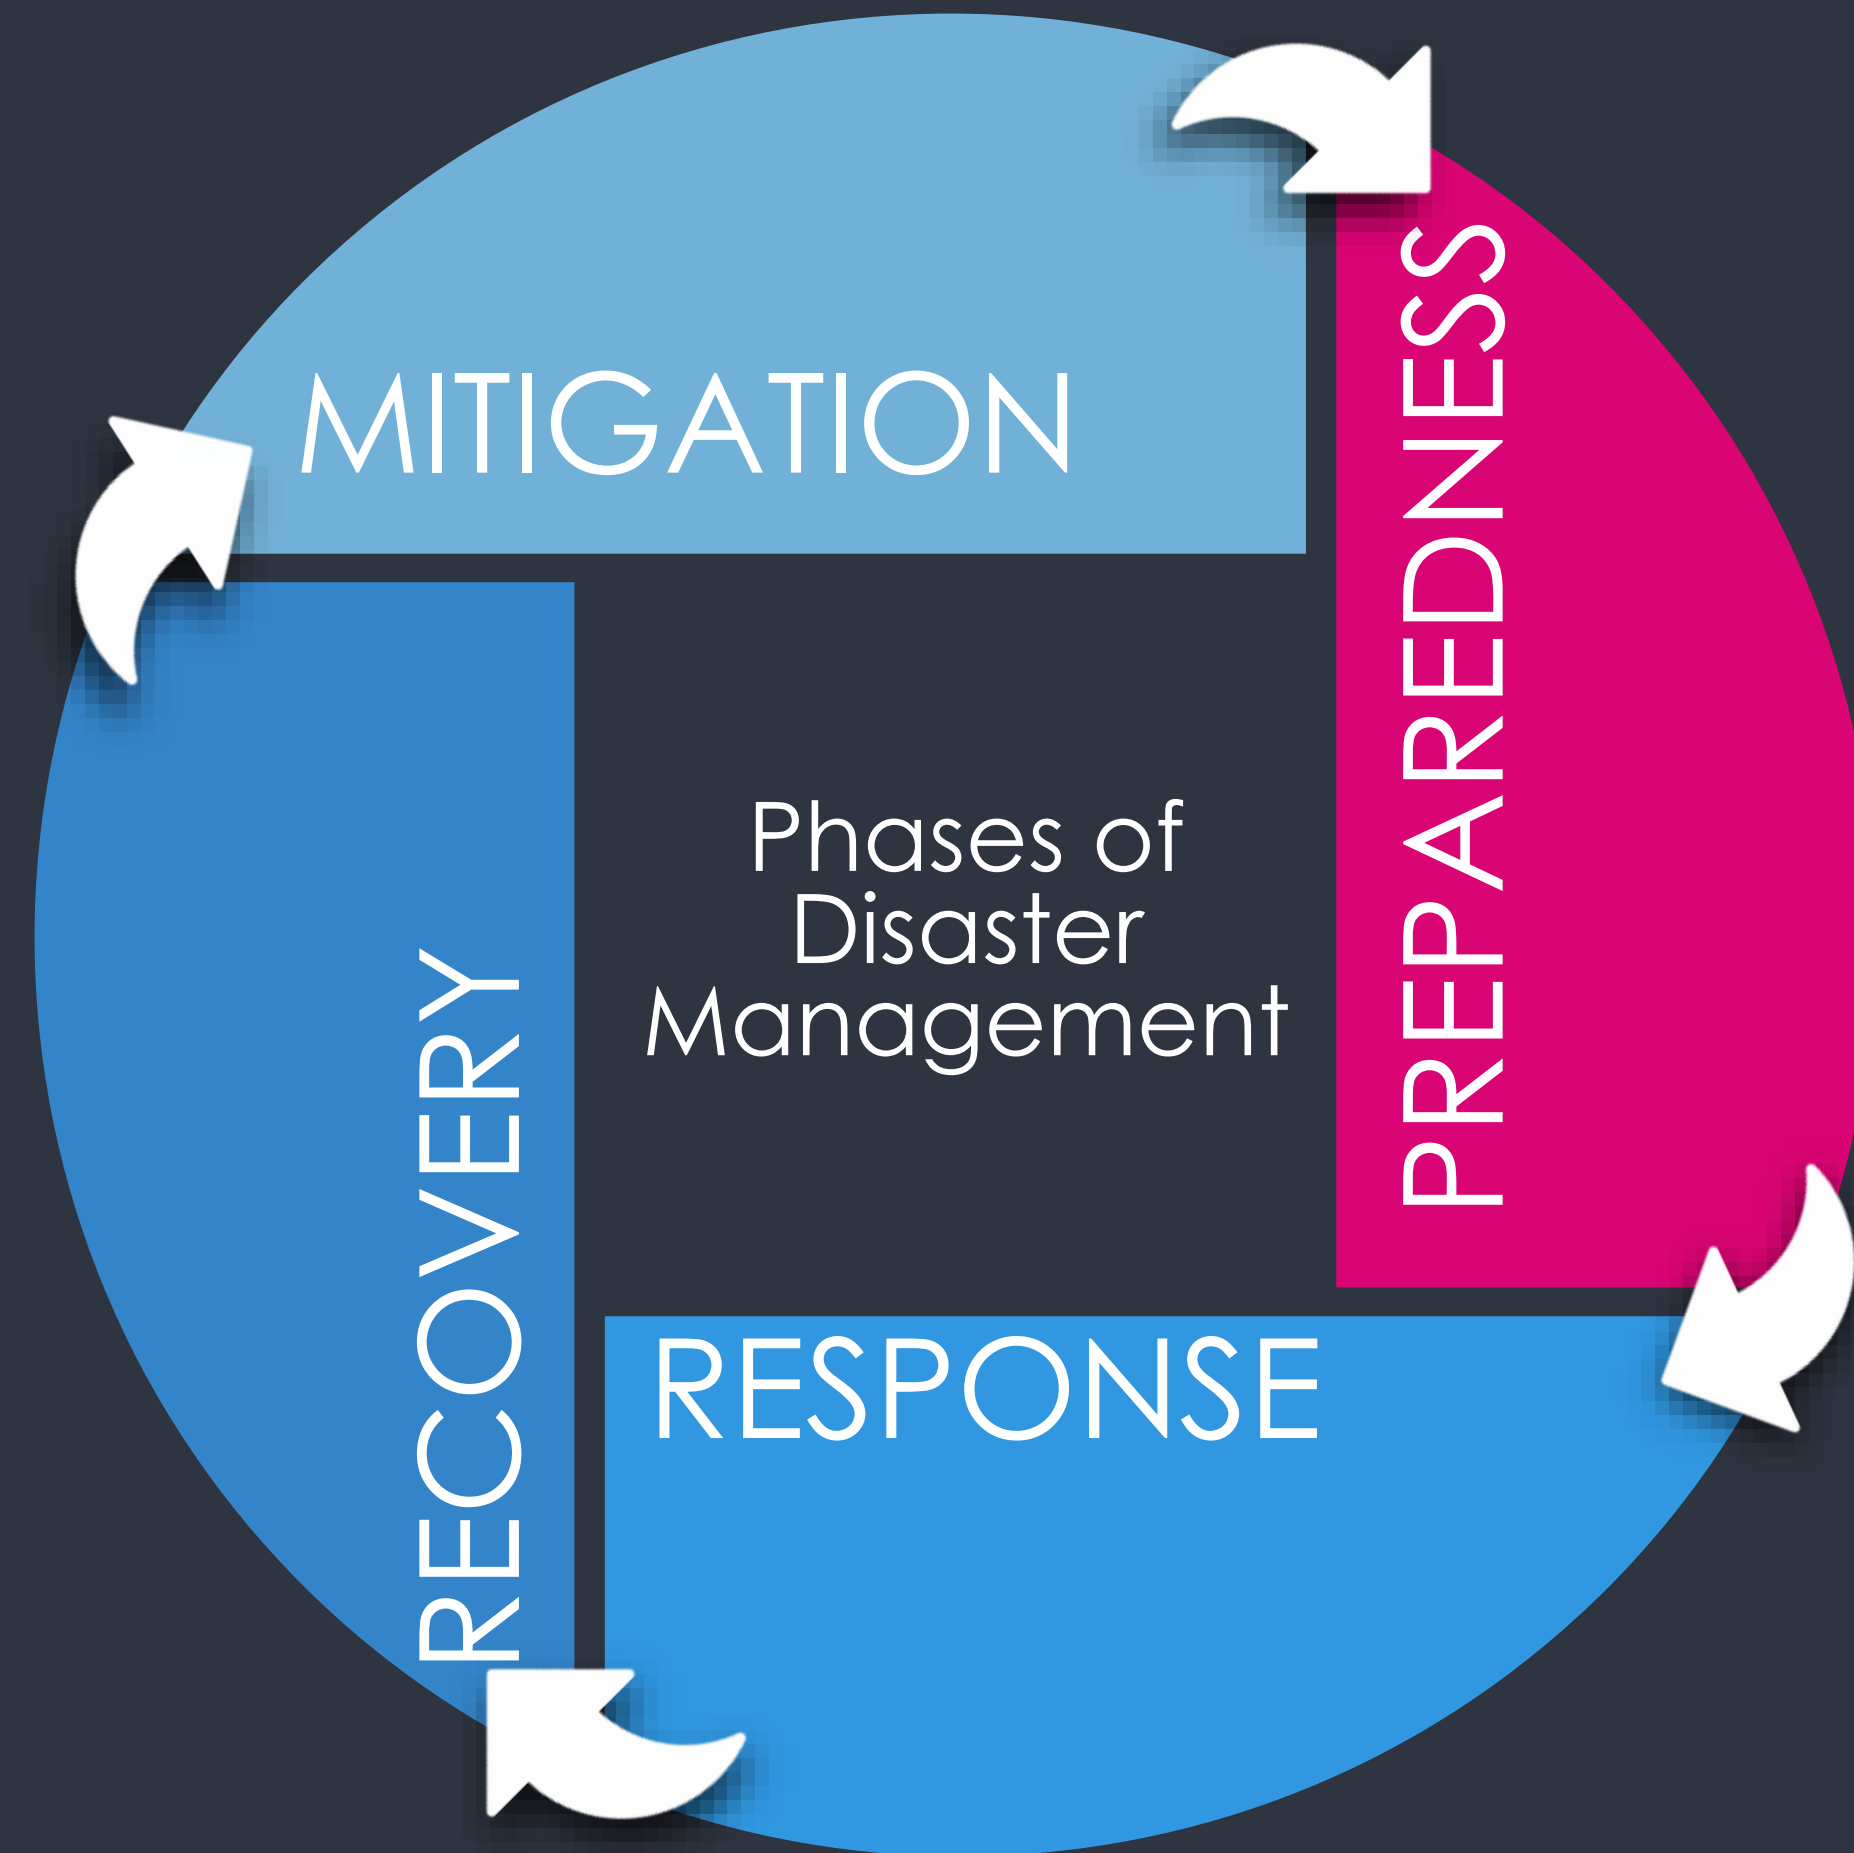 MITIGATION
PREPAREDNESS
Phases of
Disaster
Management
RESPONSE
RECOVERY